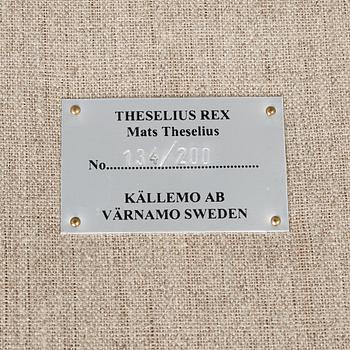 THESELIUS REX
Mats Theselius
No. 134/200
KÄLLEMO AB
VÄRNAMO SWEDEN